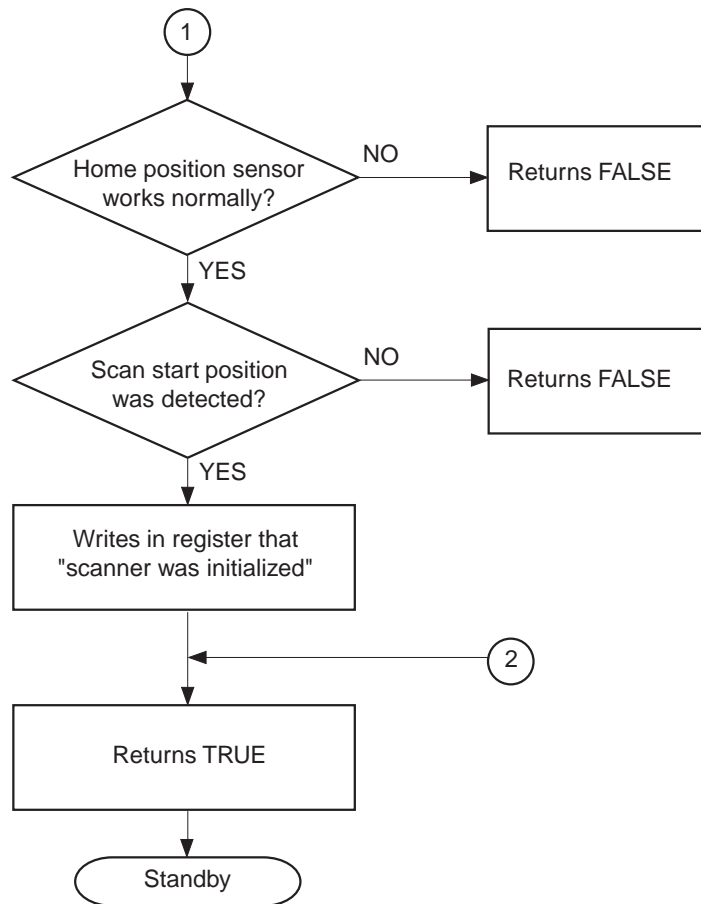 1
Home position sensor
works normally?
NO
Returns FALSE
YES
Scan start position
was detected?
NO
Returns FALSE
YES
Writes in register that
"scanner was initialized"
2
Returns TRUE
Standby